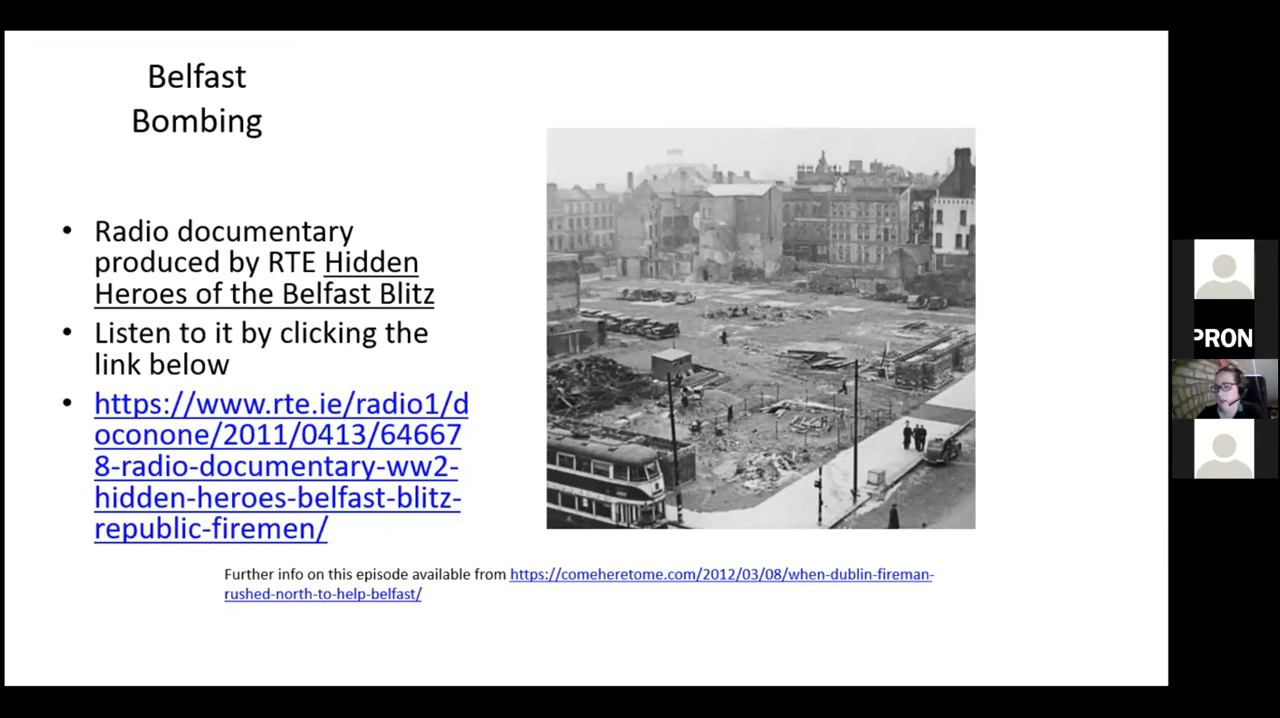 Belfast
Bombing
• Radio documentary
produced by RTE Hidden
Heroes of the Belfast Blitz
• Listen to it by clicking the
link below
• https://www.rte.ie/radio1/d
oconone/2011/0413/64667
8-radio-documentary-ww2-
hidden-heroes-belfast-blitz-
republic-firemen/
Further info on this episode available from https://comeheretome.com/2012/03/08/when-dublin-fireman-
rushed-north-to-help-belfast/
PRON